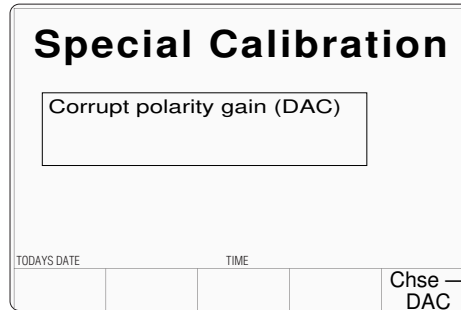 Special Calibration
Corrupt polarity gain (DAC)
TODAYS DATE TIME
Chse —
DAC